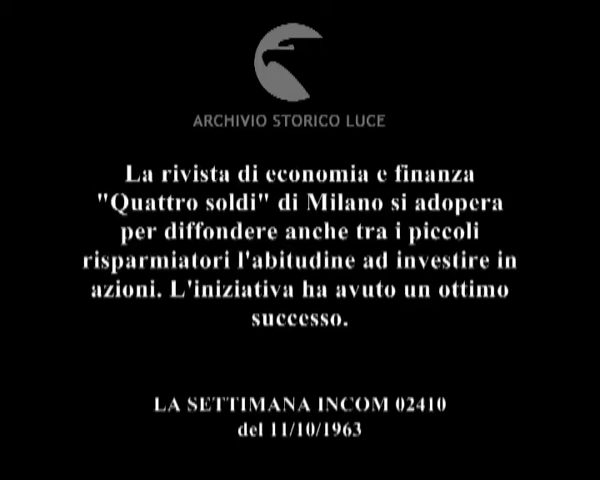 ARCHIVIO STORICO LUCE
La rivista di economia e finanza
"Quattro soldi" di Milano si adopera
per diffondere anche tra i piccoli
risparmiatori l'abitudine ad investire in
azioni. L'iniziativa ha avuto un ottimo
successo.
LA SETTIMANA INCOM 02410
del 11/10/1963